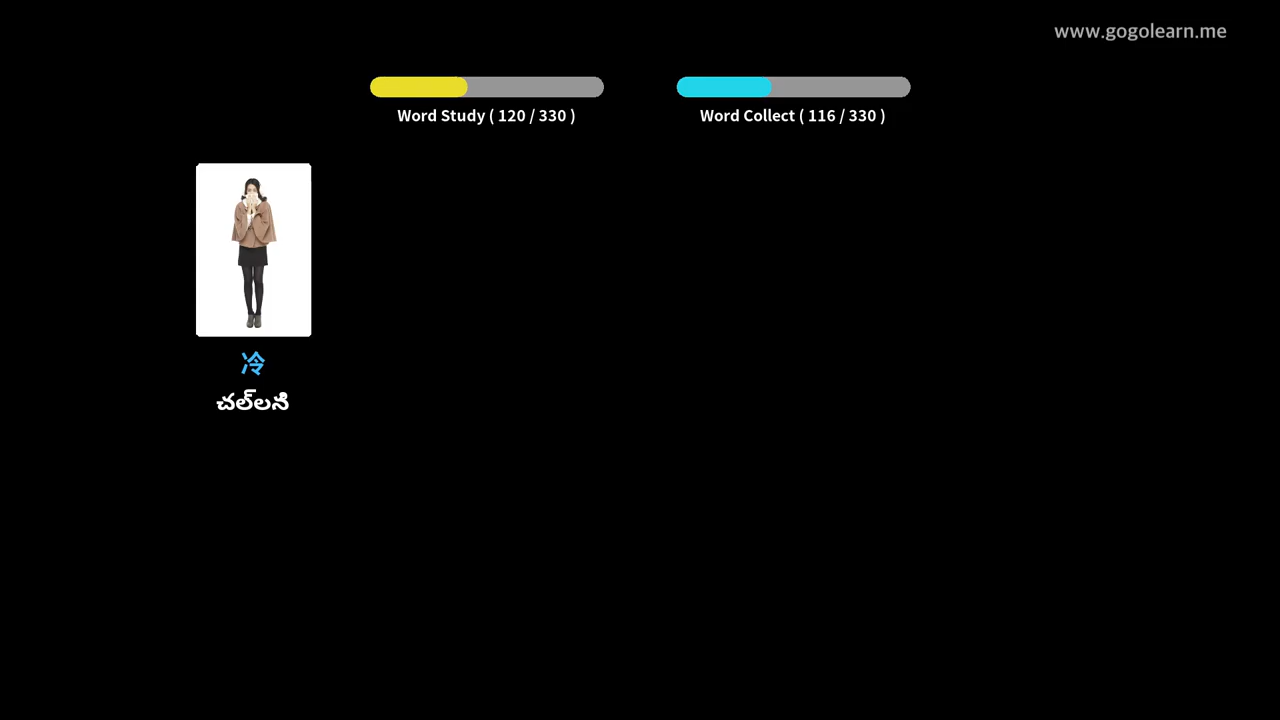 www.gogolearn.me
Word Study ( 120 / 330 )
Word Collect ( 116 / 330 )
冷
చల్‌లని